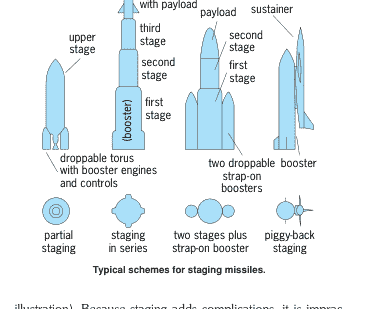 with payload
payload
sustainer
upper
stage
third
stage
second
stage
second
stage
first
stage
(booster)
first
stage
droppable torus
with booster engines
and controls
two droppable
strap-on
boosters
booster
partial
staging
staging
in series
two stages plus
strap-on booster
piggy-back
staging
Typical schemes for staging missiles.
illustration). Because staging adds complications, it is imprac-